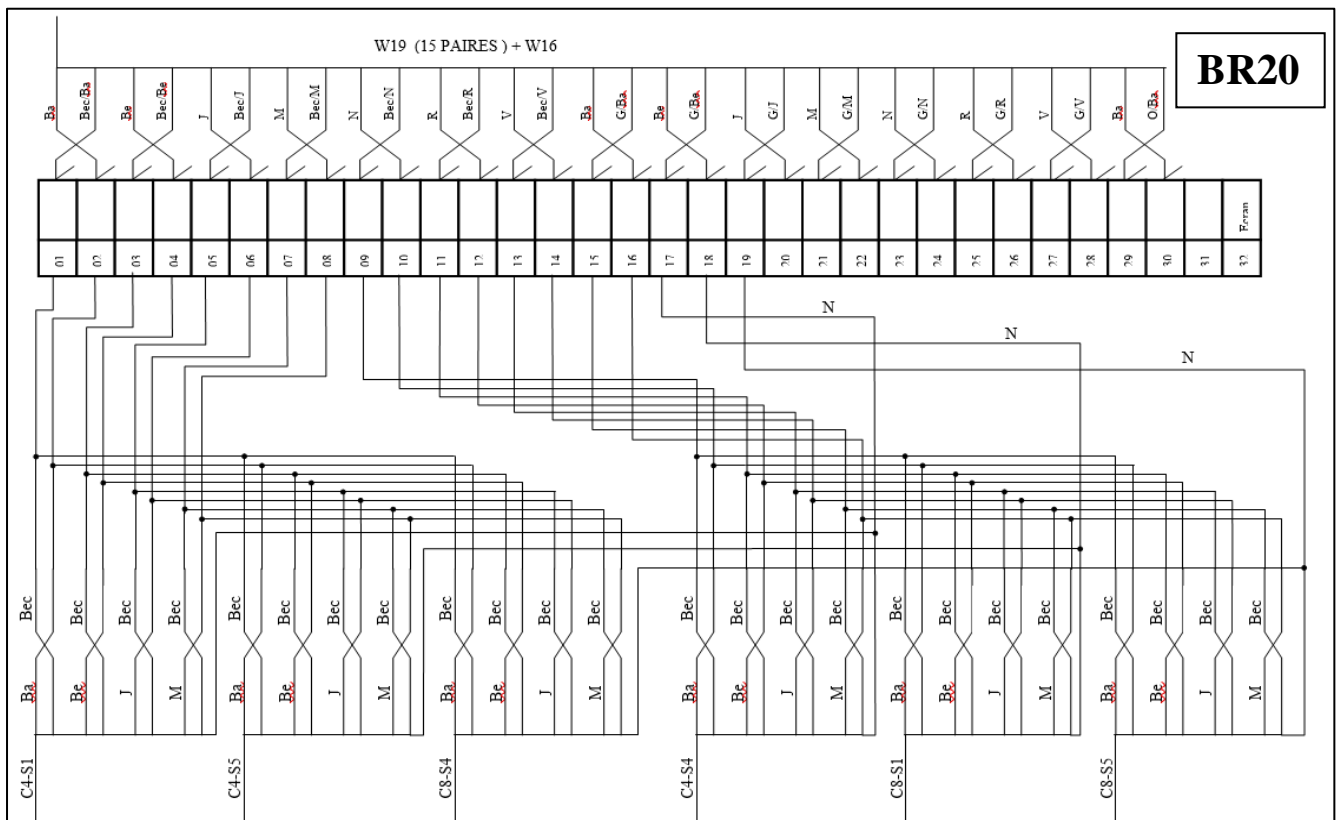 W19 (15 PAIRES ) + W16
BR20
Ba Bec/Ba Be Bec/Be J Bec/J M Bec/M N Bec/N R Bec/R V Bec/V Ba G/Ba Be G/Be J G/J M G/M N G/N R G/R V G/V Ba O/Ba
Ecran
01 02 03 04 05 06 07 08 09 10 11 12 13 14 15 16 17 18 19 20 21 22 23 24 25 26 27 28 29 30 31 32
N
N
N
Bec Bec Bec Bec Bec Bec Bec Bec Bec Bec Bec Bec Bec Bec Bec Bec Bec Bec Bec Bec Bec Bec Bec Bec
Ba Be J M Ba Be J M Ba Be J M Ba Be J M Ba Be J M Ba Be J M
C4-S1 C4-S5 C8-S4 C4-S4 C8-S1 C8-S5